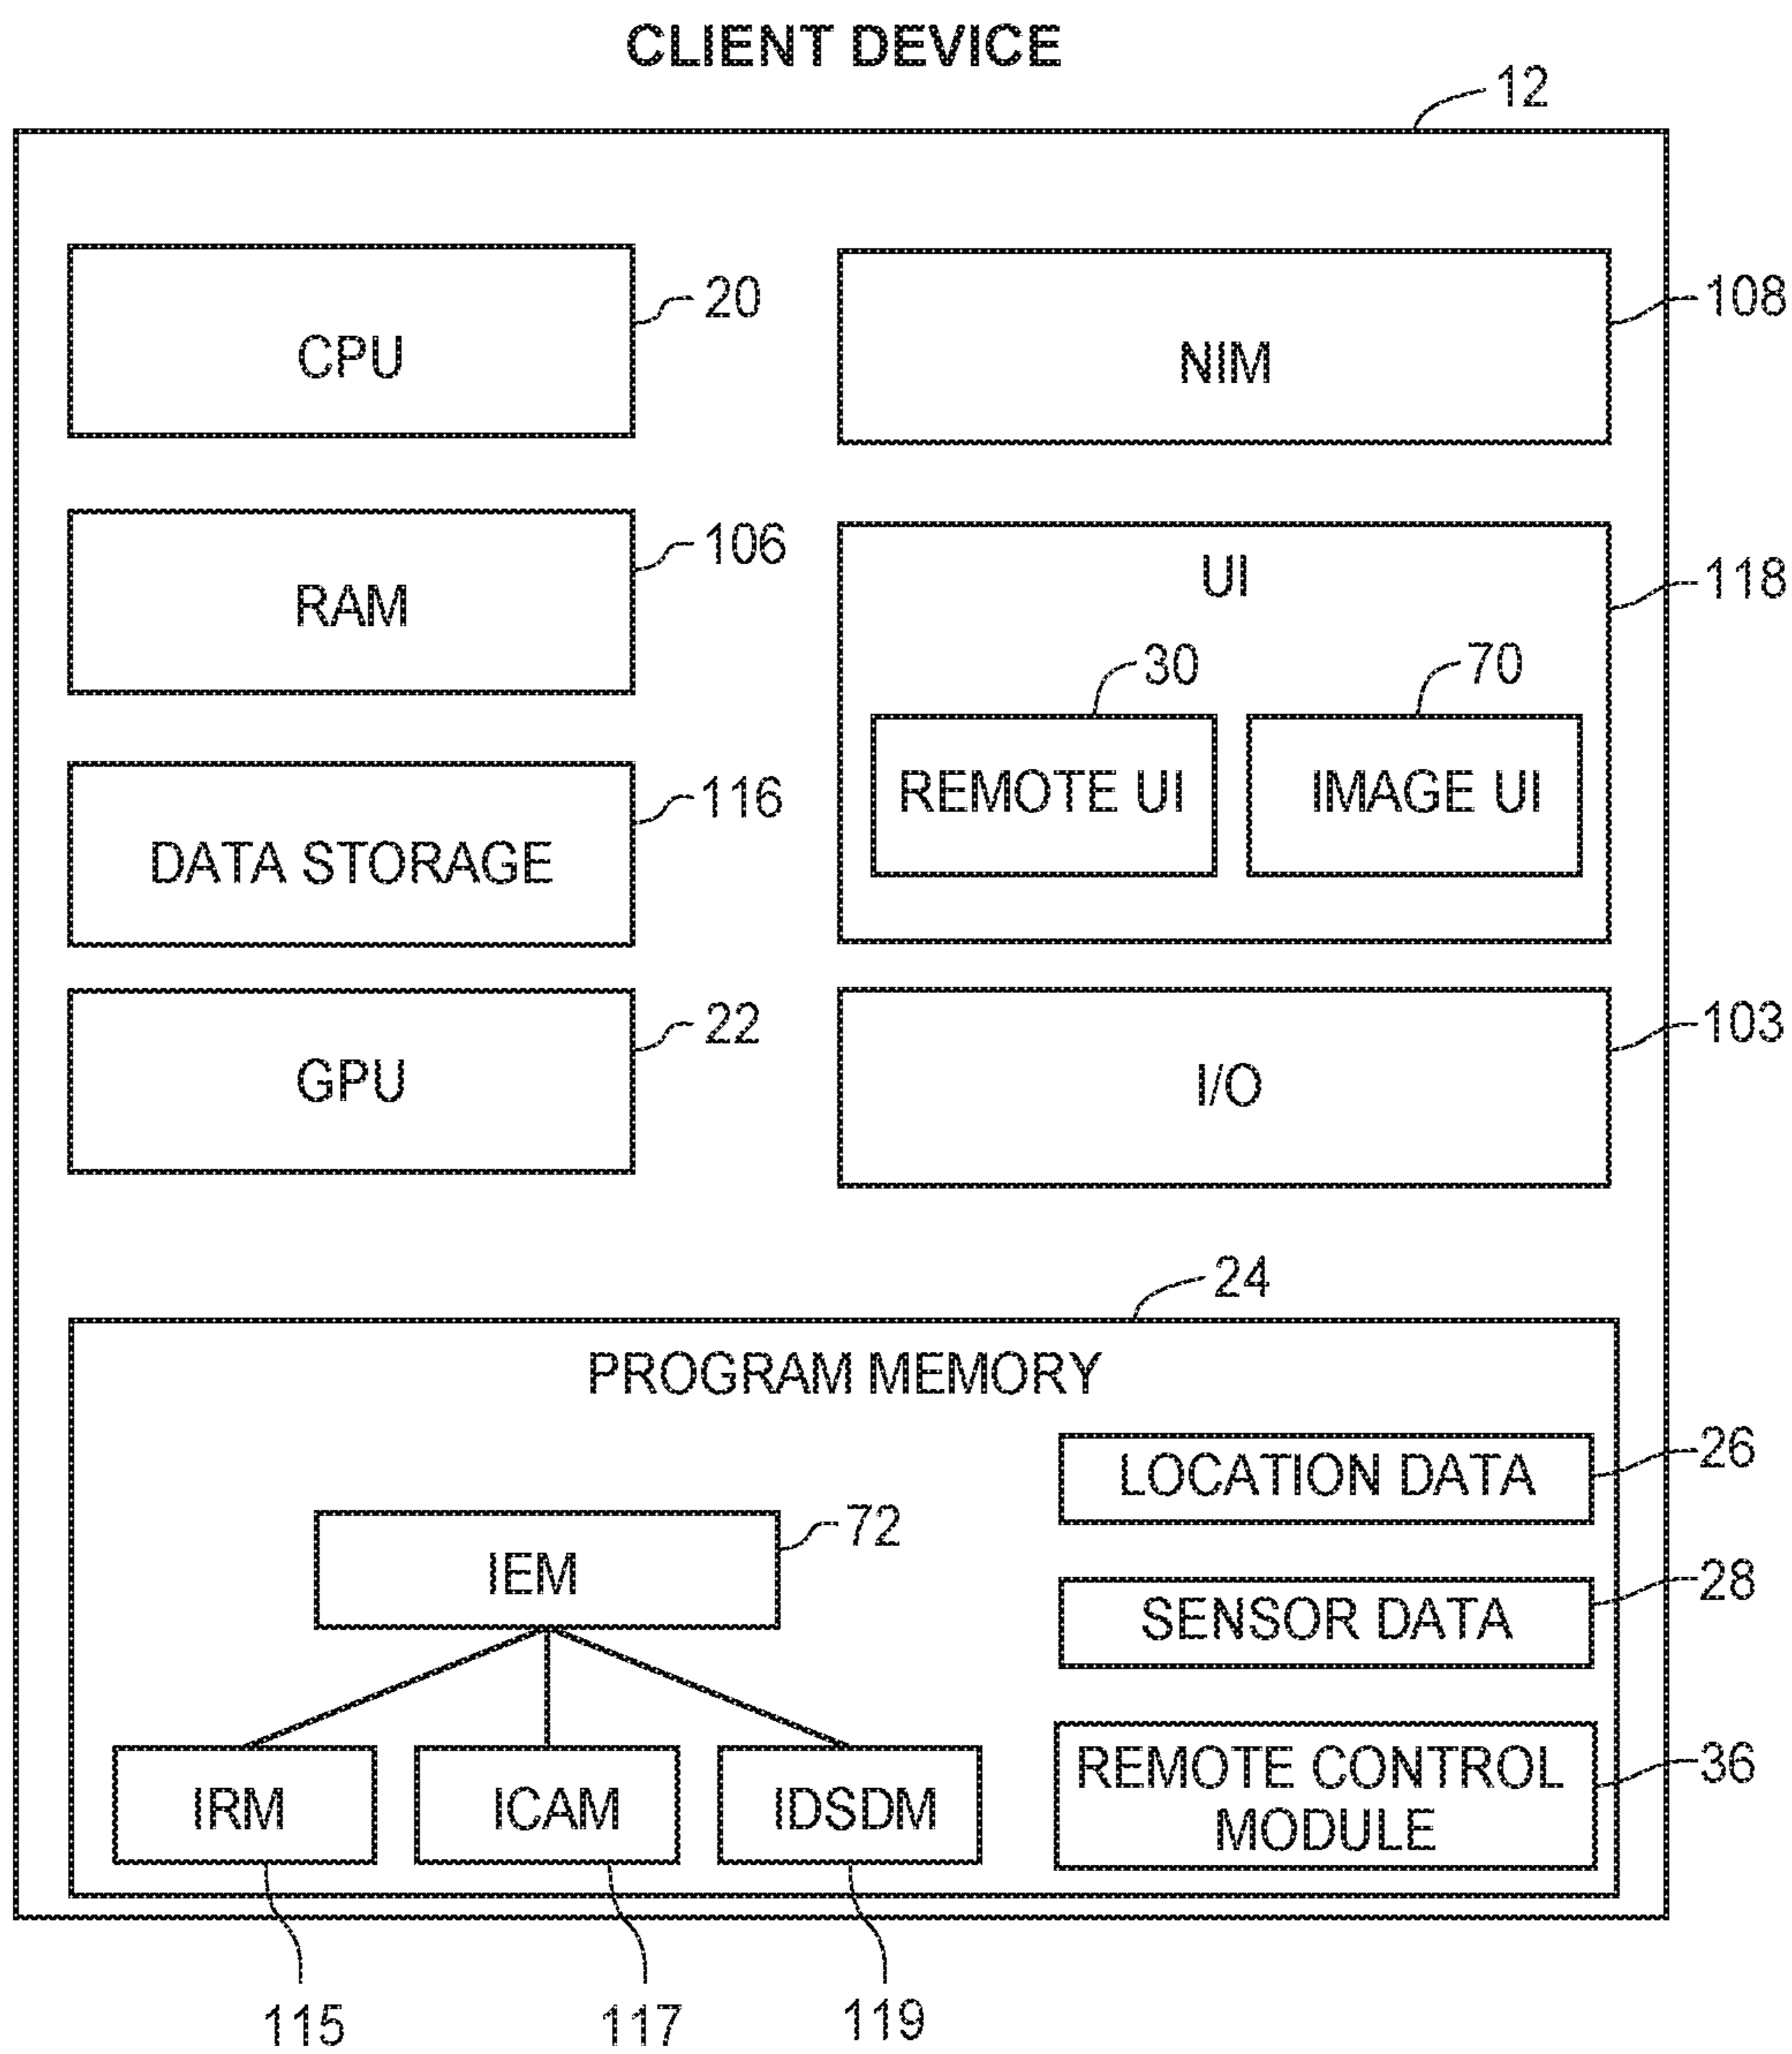 CLIENT DEVICE
12
CPU
20
NIM
108
RAM
106
UI
118
30
70
REMOTE UI
IMAGE UI
DATA STORAGE
116
GPU
22
I/O
103
24
PROGRAM MEMORY
LOCATION DATA
26
IEM
72
SENSOR DATA
28
IRM
ICAM
IDSDM
REMOTE CONTROL
MODULE
36
115
117
119